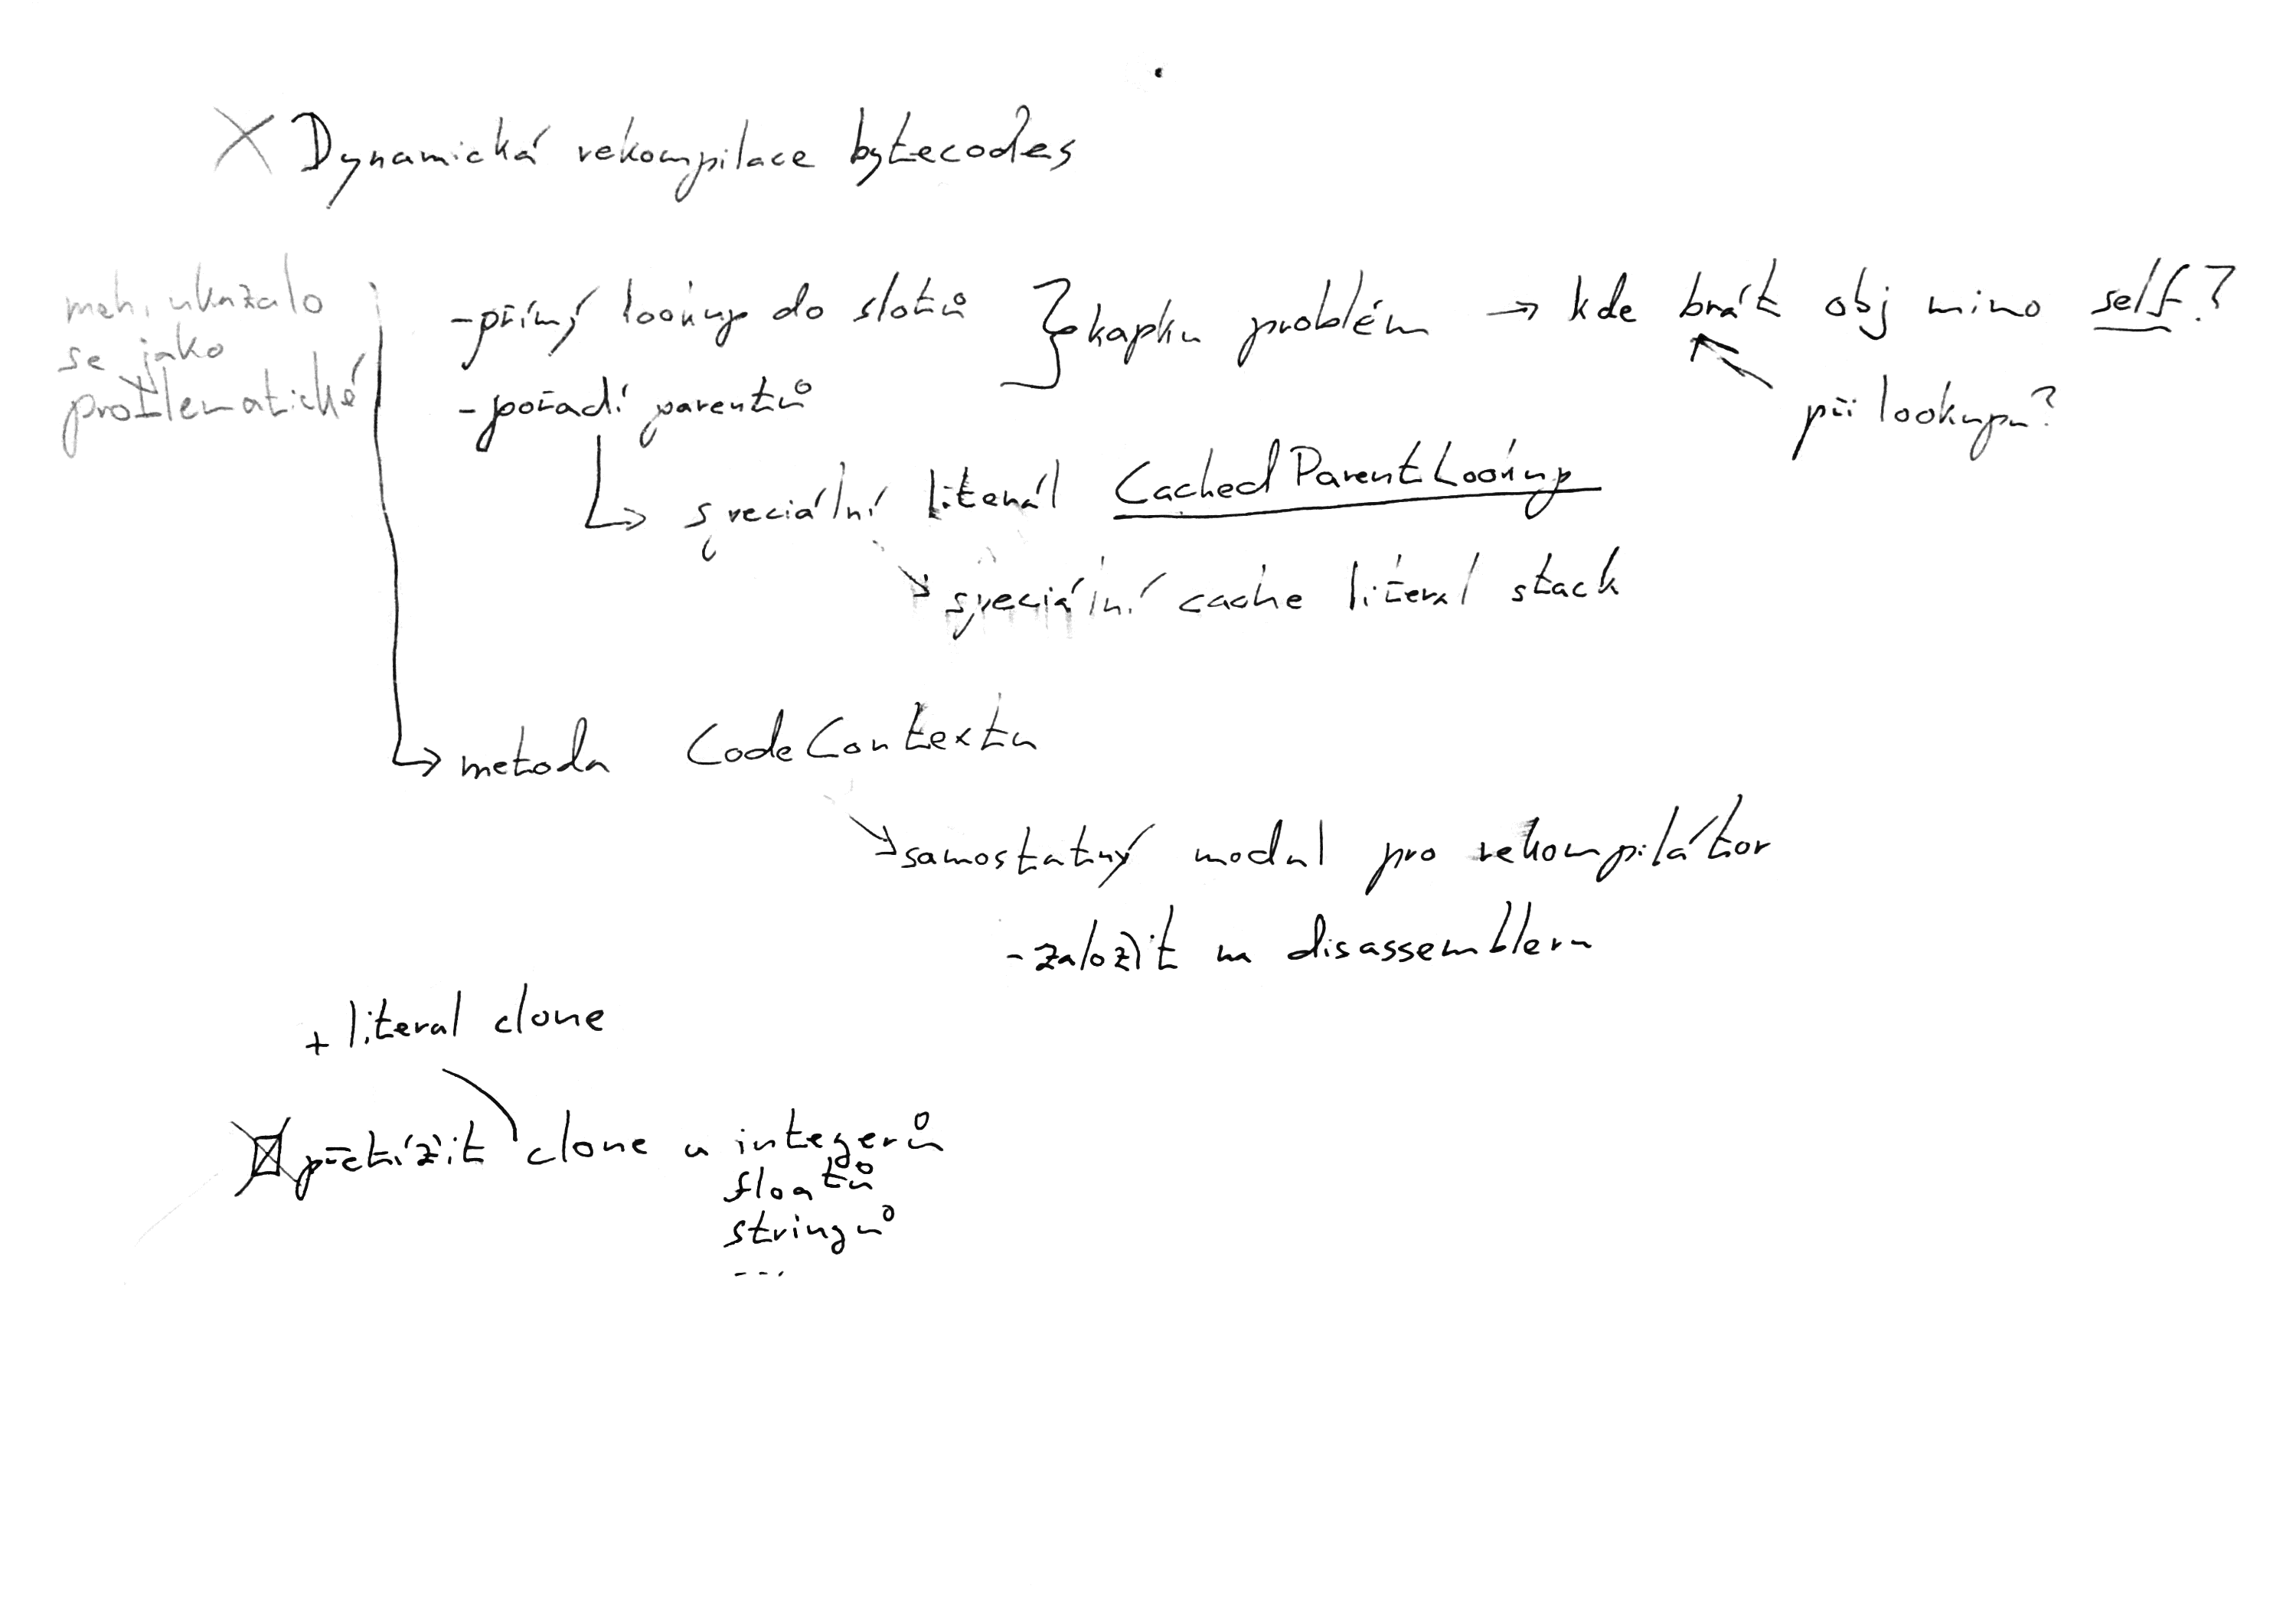 Dynamická rekompilace bytecodes
meh, ukázalo
se jako
problematické
- přímý lookup do slotů
- pořadí parentů
kapku problém → kde brát obj mimo self?
při lookupu?
speciální literál CachedParentLookup
speciální cache literal stack
metoda CodeContextu
samostatný modul pro rekompilátor
- založit na disassembleru
+ literal clone
přetížit clone u integerů
floatů
stringů
...